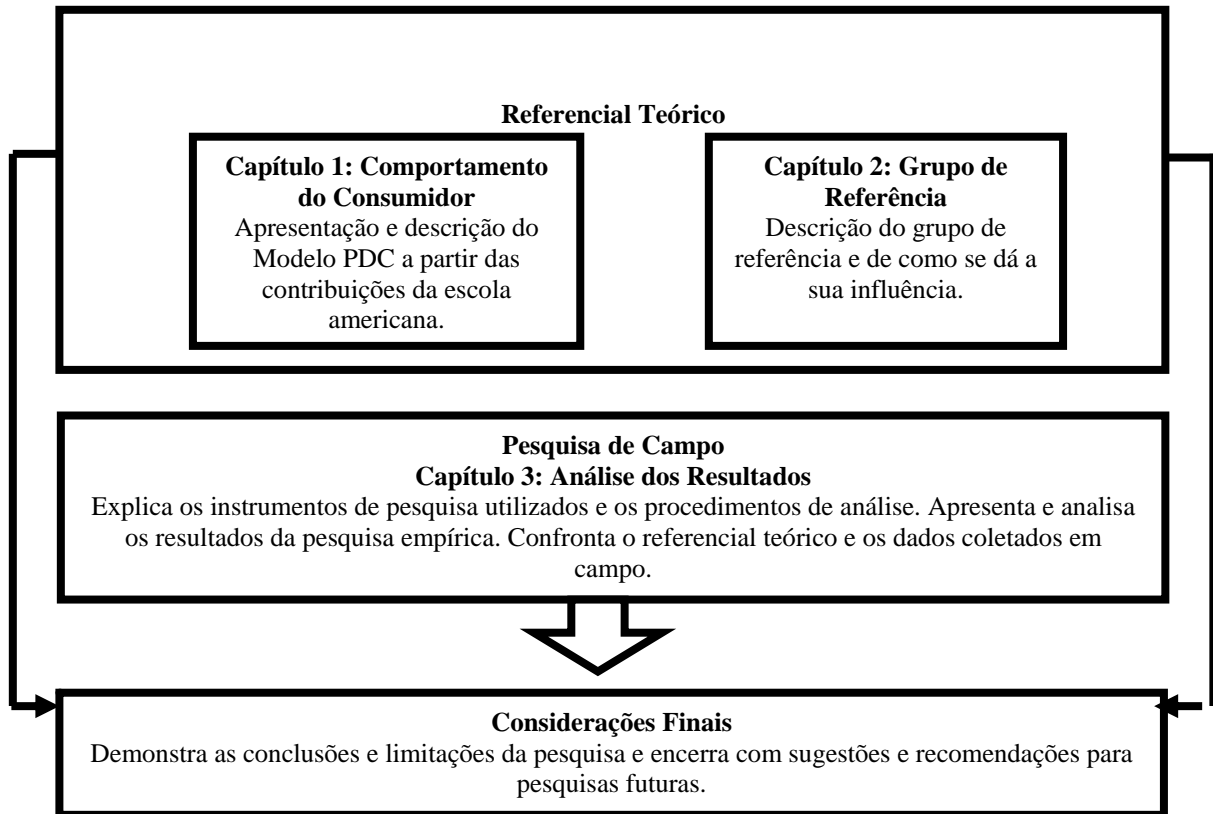 Referencial Teórico
Capítulo 1: Comportamento
do Consumidor
Apresentação e descrição do
Modelo PDC a partir das
contribuições da escola
americana.
Capítulo 2: Grupo de
Referência
Descrição do grupo de
referência e de como se dá a
sua influência.
Pesquisa de Campo
Capítulo 3: Análise dos Resultados
Explica os instrumentos de pesquisa utilizados e os procedimentos de análise. Apresenta e analisa
os resultados da pesquisa empírica. Confronta o referencial teórico e os dados coletados em
campo.
Considerações Finais
Demonstra as conclusões e limitações da pesquisa e encerra com sugestões e recomendações para
pesquisas futuras.